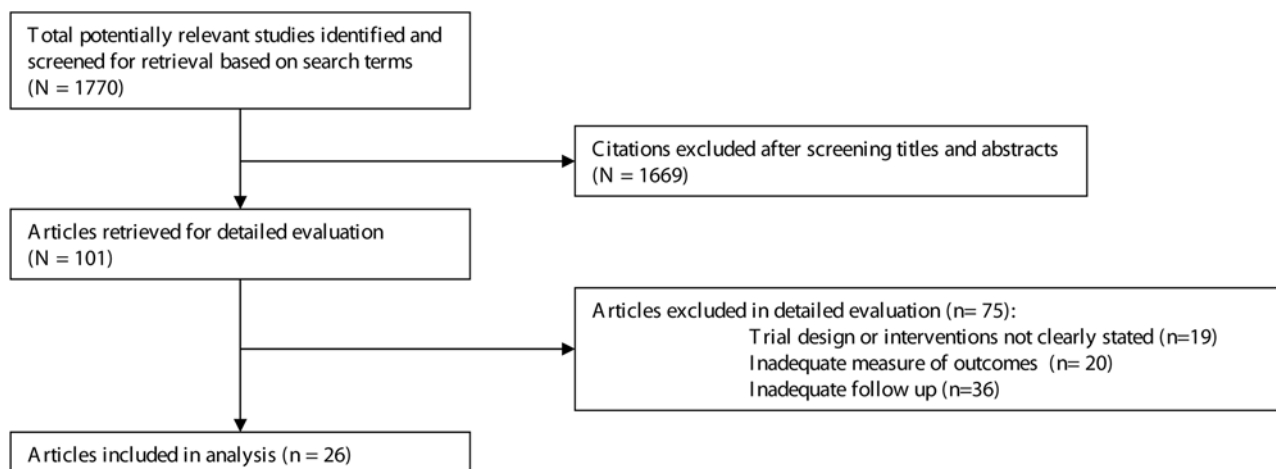 Total potentially relevant studies identified and
screened for retrieval based on search terms
(N = 1770)
Citations excluded after screening titles and abstracts
(N = 1669)
Articles retrieved for detailed evaluation
(N = 101)
Articles excluded in detailed evaluation (n= 75):
Trial design or interventions not clearly stated (n=19)
Inadequate measure of outcomes (n= 20)
Inadequate follow up (n=36)
Articles included in analysis (n = 26)